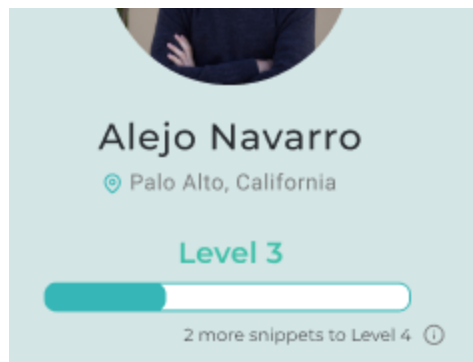 Alejo Navarro
Palo Alto, California
Level 3
2 more snippets to Level 4